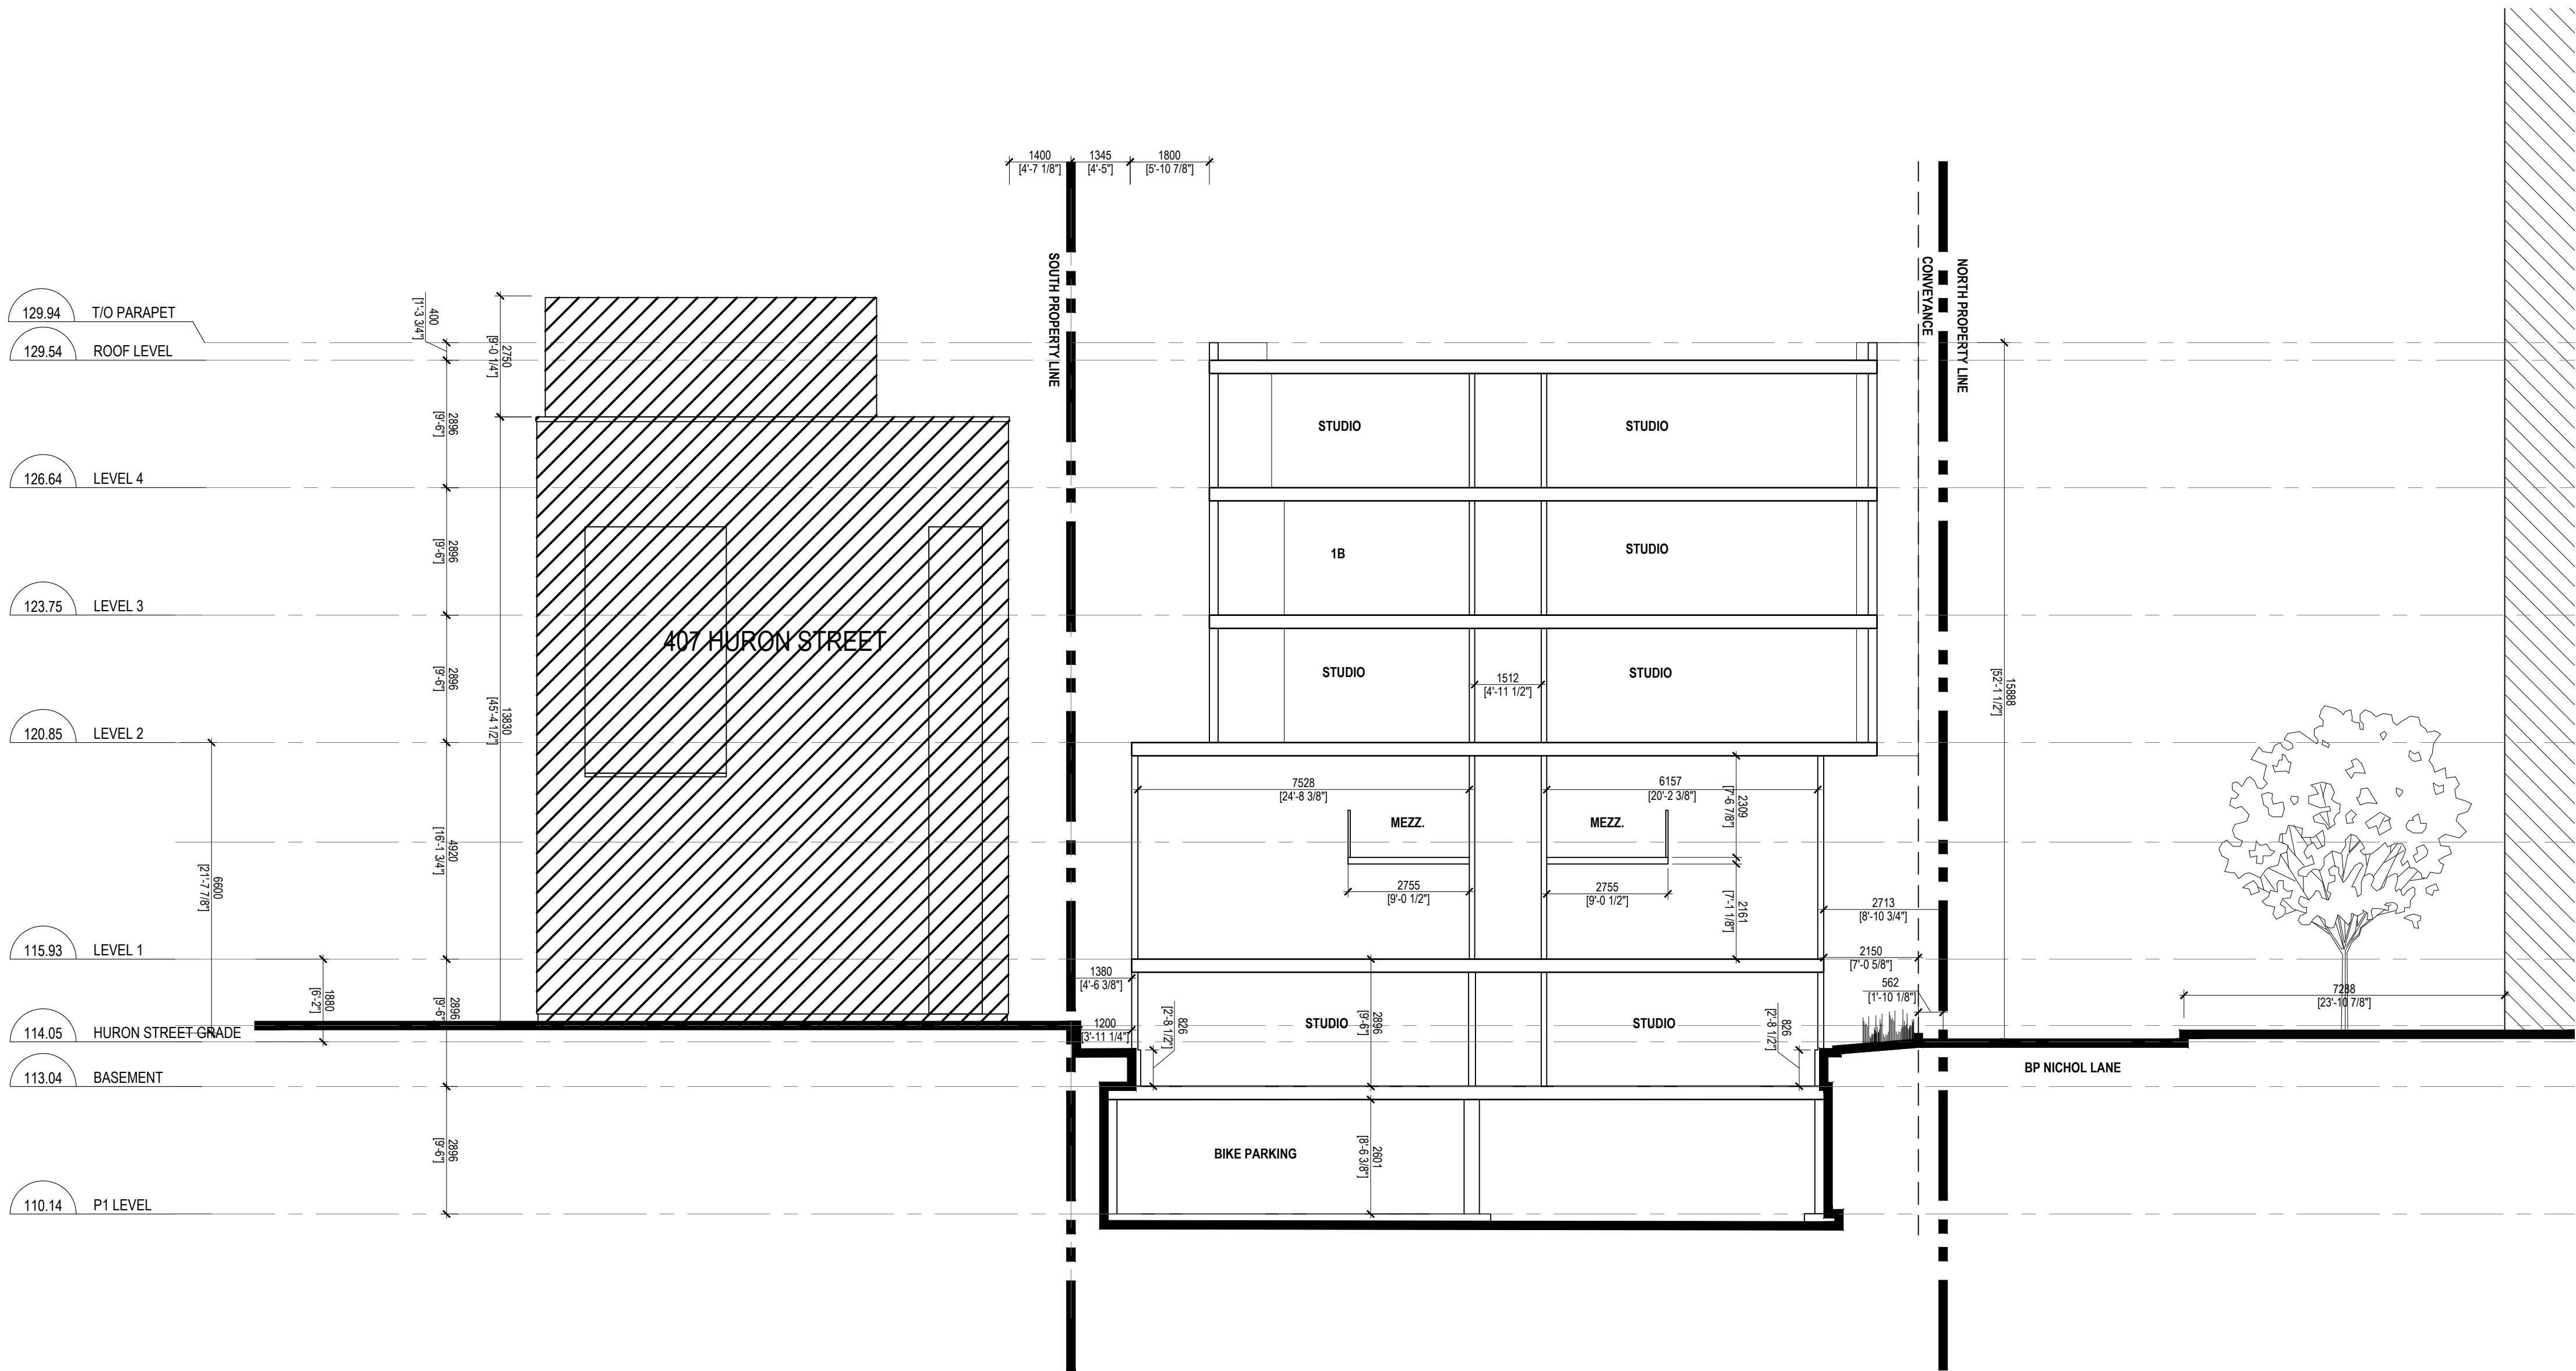 1400
[4'-7 1/8"]
1345
[4'-5"]
1800
[5'-10 7/8"]
SOUTH PROPERTY LINE
CONVEYANCE
NORTH PROPERTY LINE
129.94 T/O PARAPET
129.54 ROOF LEVEL
400
[1'-3 3/4"]
2750
[9'-0 1/4"]
2896
[9'-6"]
STUDIO
STUDIO
126.64 LEVEL 4
2896
[9'-6"]
1B
STUDIO
123.75 LEVEL 3
407 HURON STREET
2896
[9'-6"]
STUDIO
1512
[4'-11 1/2"]
STUDIO
15888
[52'-1 1/2"]
13830
[45'-4 1/2"]
120.85 LEVEL 2
7528
[24'-8 3/8"]
6157
[20'-2 3/8"]
2309
[7'-6 7/8"]
MEZZ.
MEZZ.
4920
[16'-1 3/4"]
6600
[21'-7 7/8"]
2755
[9'-0 1/2"]
2755
[9'-0 1/2"]
2161
[7'-1 1/8"]
2713
[8'-10 3/4"]
115.93 LEVEL 1
2150
[7'-0 5/8"]
1380
[4'-6 3/8"]
562
[1'-10 1/8"]
7288
[23'-10 7/8"]
1880
[6'-2"]
2896
[9'-6"]
1200
[3'-11 1/4"]
826
[2'-8 1/2"]
STUDIO
2896
[9'-6"]
STUDIO
826
[2'-8 1/2"]
114.05 HURON STREET GRADE
BP NICHOL LANE
113.04 BASEMENT
2896
[9'-6"]
BIKE PARKING
2601
[8'-6 3/8"]
110.14 P1 LEVEL